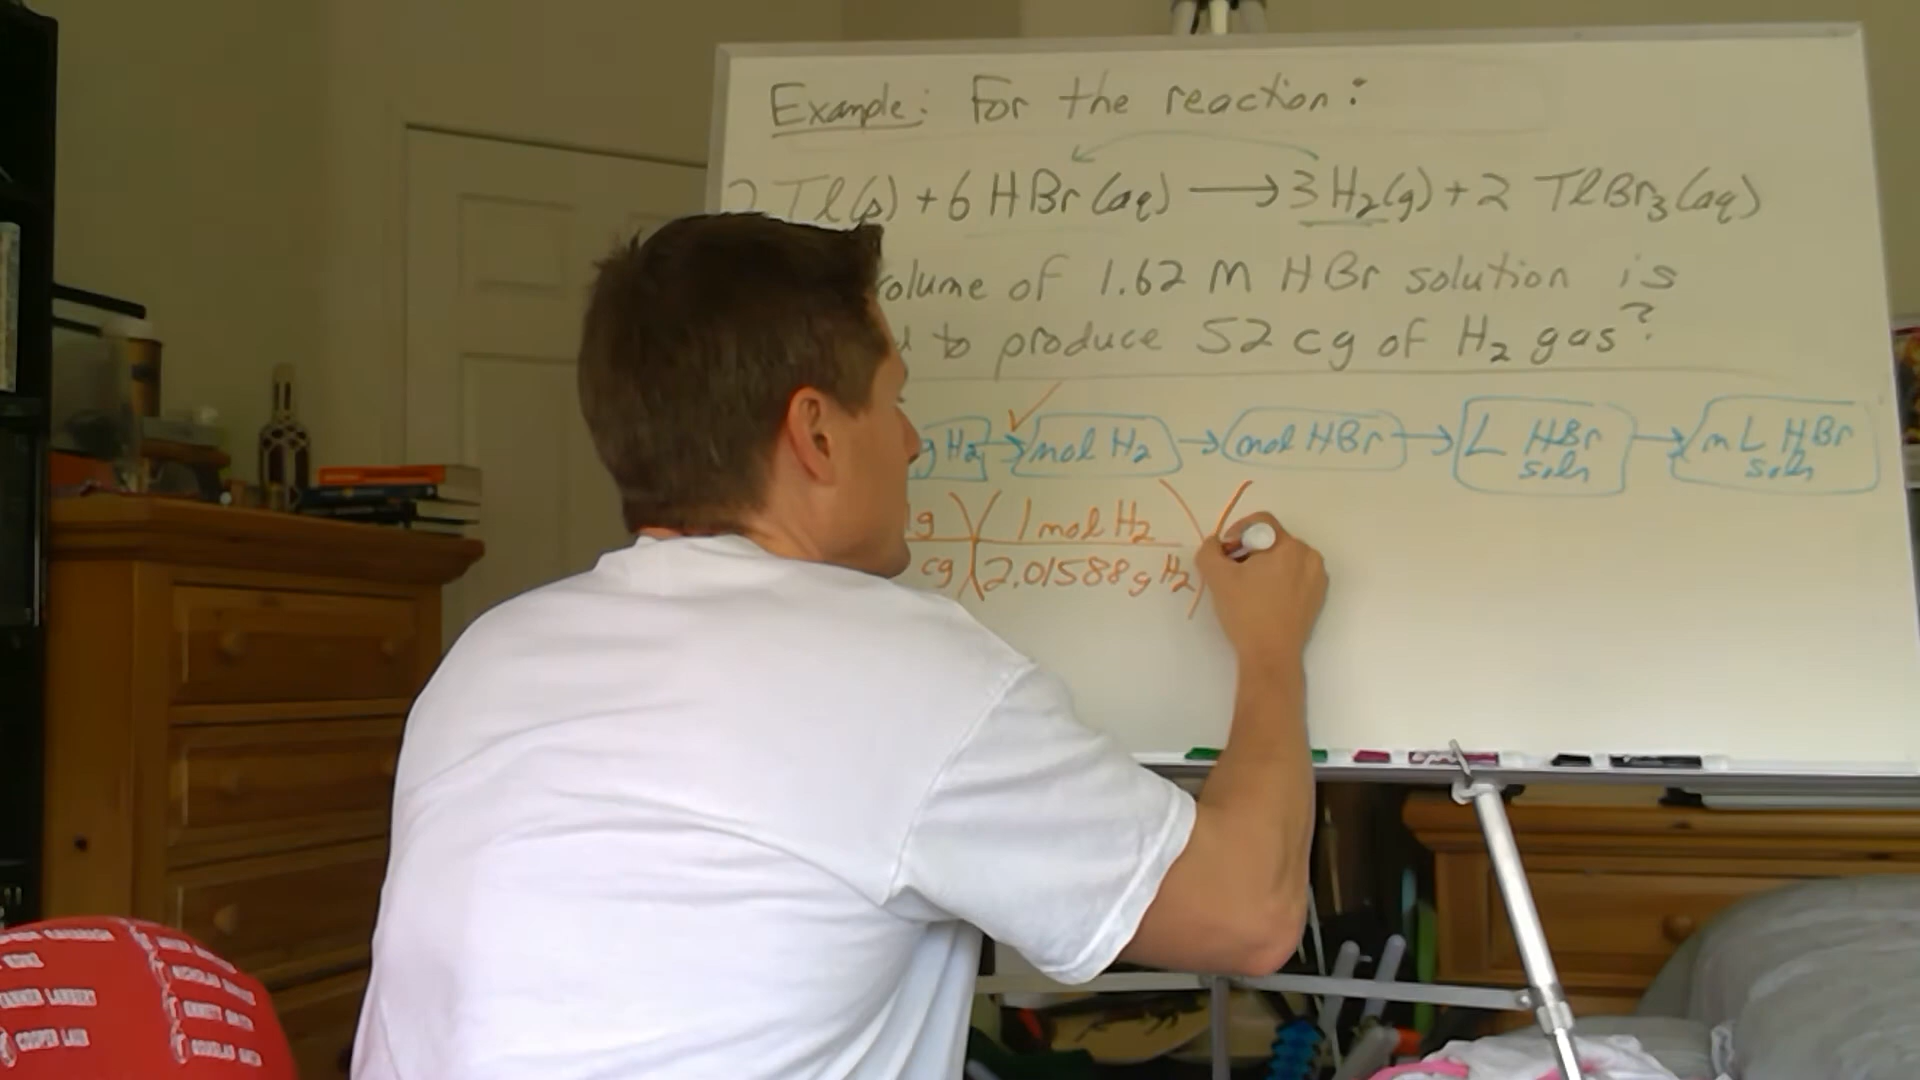 Example: For the reaction:
2 Tl(s) + 6 HBr (aq) → 3 H₂(g) + 2 TlBr₃(aq)
volume of 1.62 M HBr solution is
to produce 52 cg of H₂ gas?
g H₂ → mol H₂ → mol HBr → L HBr soln → mL HBr soln
g 1 mol H₂
cg 2.01588 g H₂